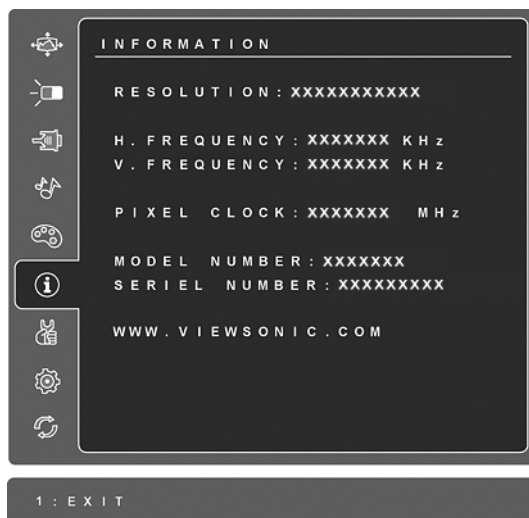 INFORMATION
RESOLUTION: XXXXXXXXXXX
H. FREQUENCY: XXXXXXX KHz
V. FREQUENCY: XXXXXXX KHz
PIXEL CLOCK: XXXXXXX MHz
MODEL NUMBER: XXXXXXX
SERIEL NUMBER: XXXXXXXXX
WWW.VIEWSONIC.COM
1: EXIT